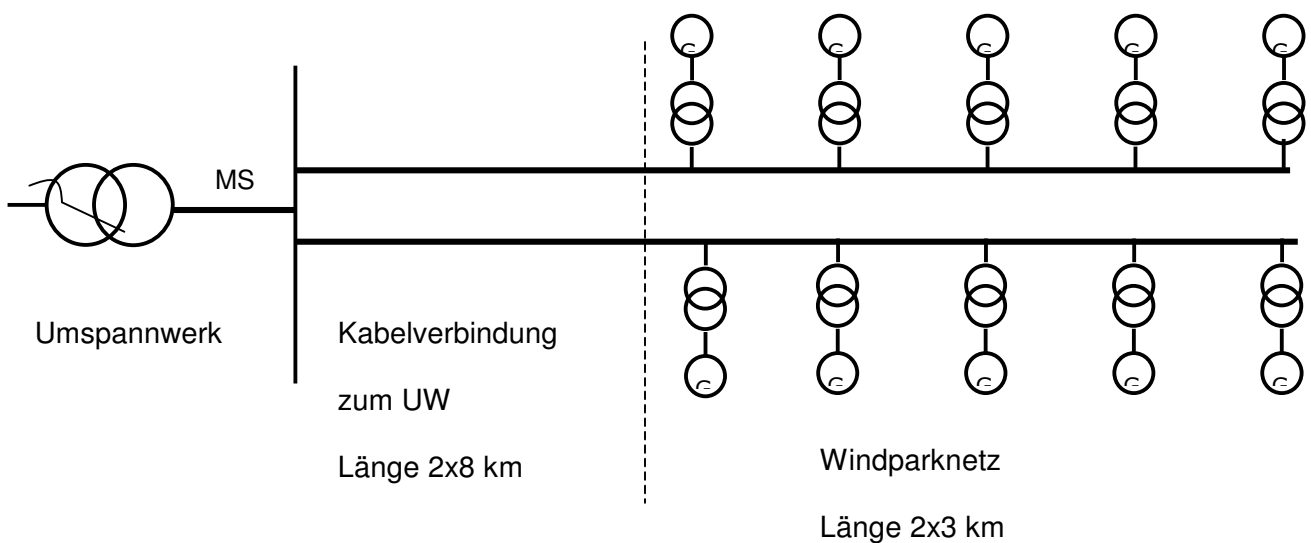 MS
Umspannwerk
Kabelverbindung
zum UW
Länge 2x8 km
Windparknetz
Länge 2x3 km